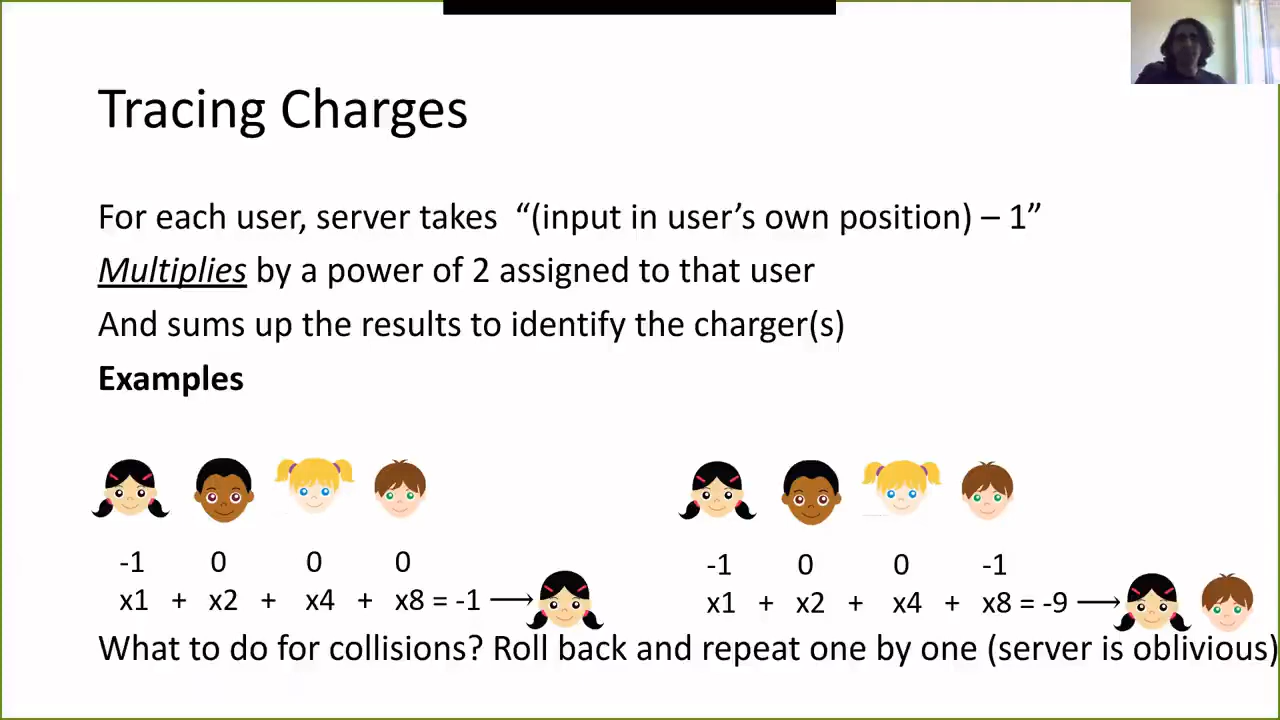 Tracing Charges
For each user, server takes “(input in user’s own position) – 1”
Multiplies by a power of 2 assigned to that user
And sums up the results to identify the charger(s)
Examples
-1 0 0 0
x1 + x2 + x4 + x8 = -1
-1 0 0 -1
x1 + x2 + x4 + x8 = -9
What to do for collisions? Roll back and repeat one by one (server is oblivious)